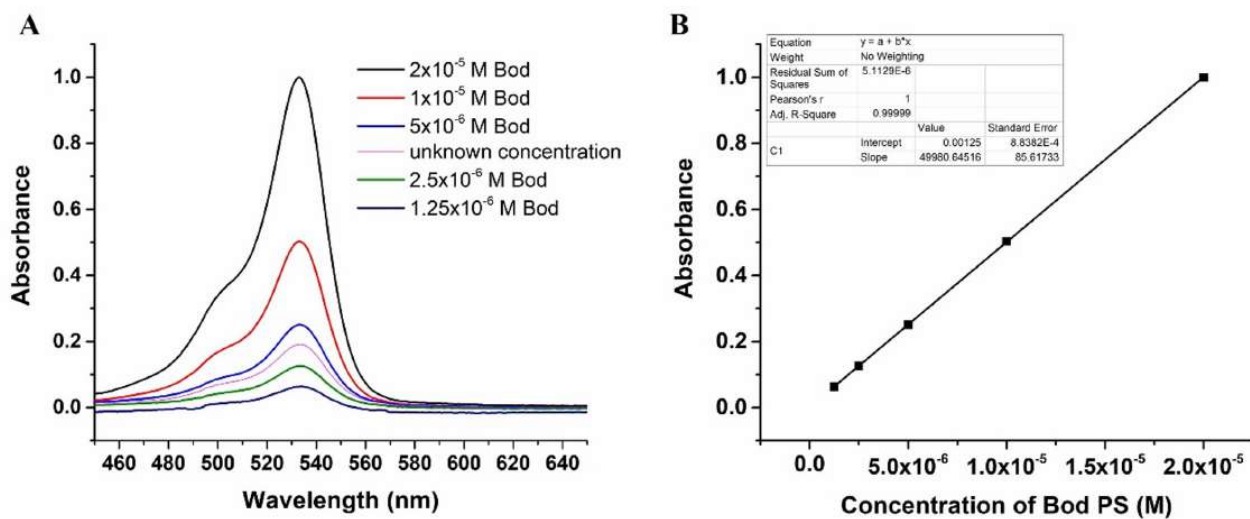 A
Absorbance
1.0
0.8
0.6
0.4
0.2
0.0
2x10⁻⁵ M Bod
1x10⁻⁵ M Bod
5x10⁻⁶ M Bod
unknown concentration
2.5x10⁻⁶ M Bod
1.25x10⁻⁶ M Bod
460 480 500 520 540 560 580 600 620 640
Wavelength (nm)
B
Absorbance
1.0
0.8
0.6
0.4
0.2
0.0
Equation y = a + b*x
Weight No Weighting
Residual Sum of Squares 5.1129E-6
Pearson's r 1
Adj. R-Square 0.99999
Value Standard Error
C1 Intercept 0.00125 8.8382E-4
Slope 49980.64516 85.61733
0.0 5.0x10⁻⁶ 1.0x10⁻⁵ 1.5x10⁻⁵ 2.0x10⁻⁵
Concentration of Bod PS (M)